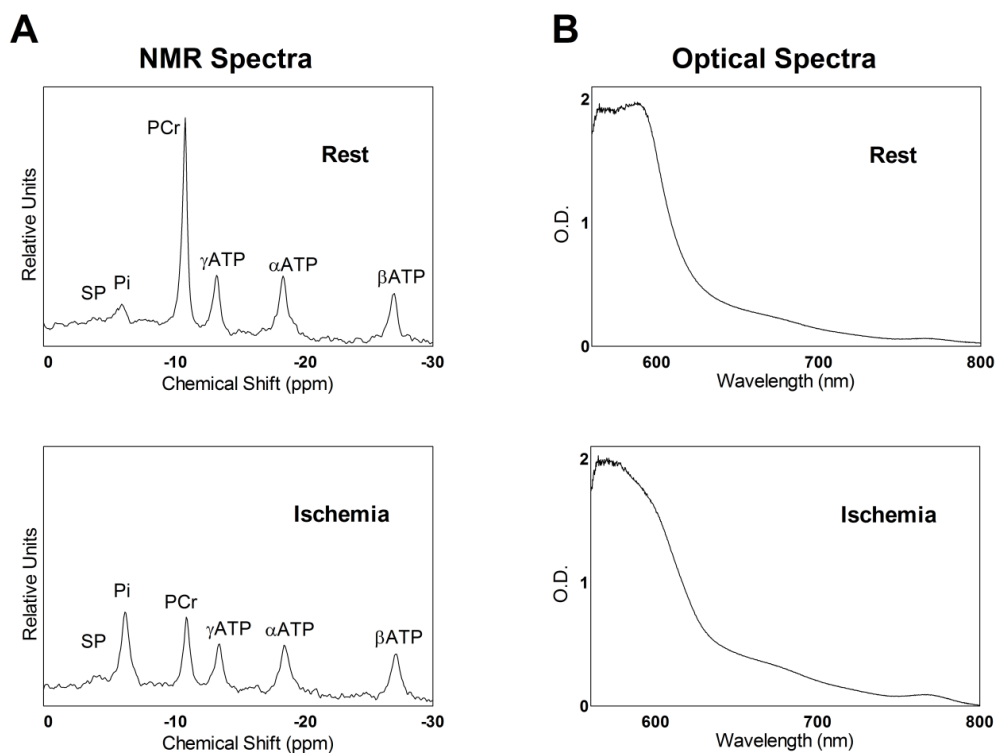 A
NMR Spectra
Relative Units
PCr
Rest
SP
Pi
γATP
αATP
βATP
0
-10
-20
-30
Chemical Shift (ppm)
Relative Units
Ischemia
SP
Pi
PCr
γATP
αATP
βATP
0
-10
-20
-30
Chemical Shift (ppm)
B
Optical Spectra
2
1
0
O.D.
Rest
600
700
800
Wavelength (nm)
2
1
0
O.D.
Ischemia
600
700
800
Wavelength (nm)